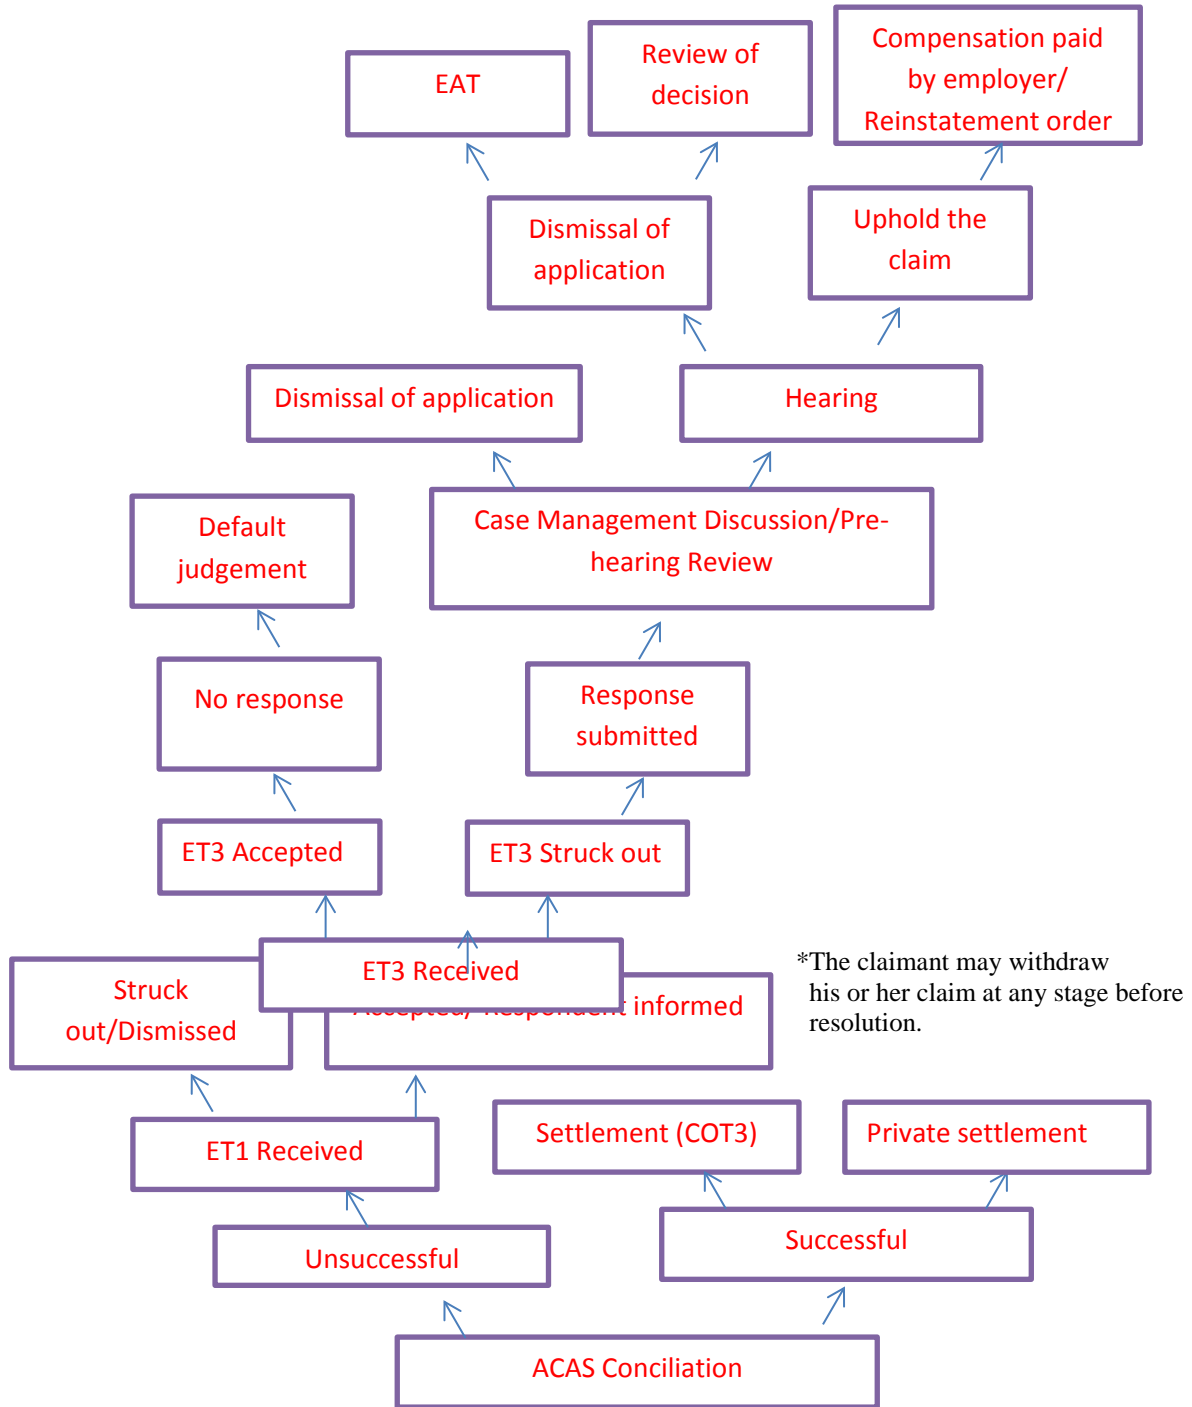 EAT
Review of
decision
Compensation paid
by employer/
Reinstatement order
Dismissal of
application
Uphold the
claim
Dismissal of application
Hearing
Default
judgement
Case Management Discussion/Pre-
hearing Review
No response
Response
submitted
ET3 Accepted
ET3 Struck out
ET3 Received
Struck
out/Dismissed
informed
*The claimant may withdraw
his or her claim at any stage before
resolution.
ET1 Received
Settlement (COT3)
Private settlement
Unsuccessful
Successful
ACAS Conciliation